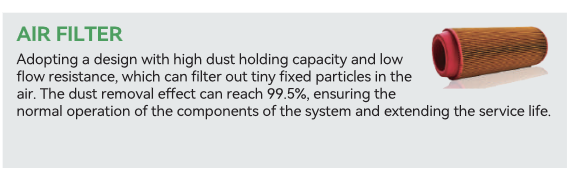 AIR FILTER
Adopting a design with high dust holding capacity and low
flow resistance, which can filter out tiny fixed particles in the
air. The dust removal effect can reach 99.5%, ensuring the
normal operation of the components of the system and extending the service life.